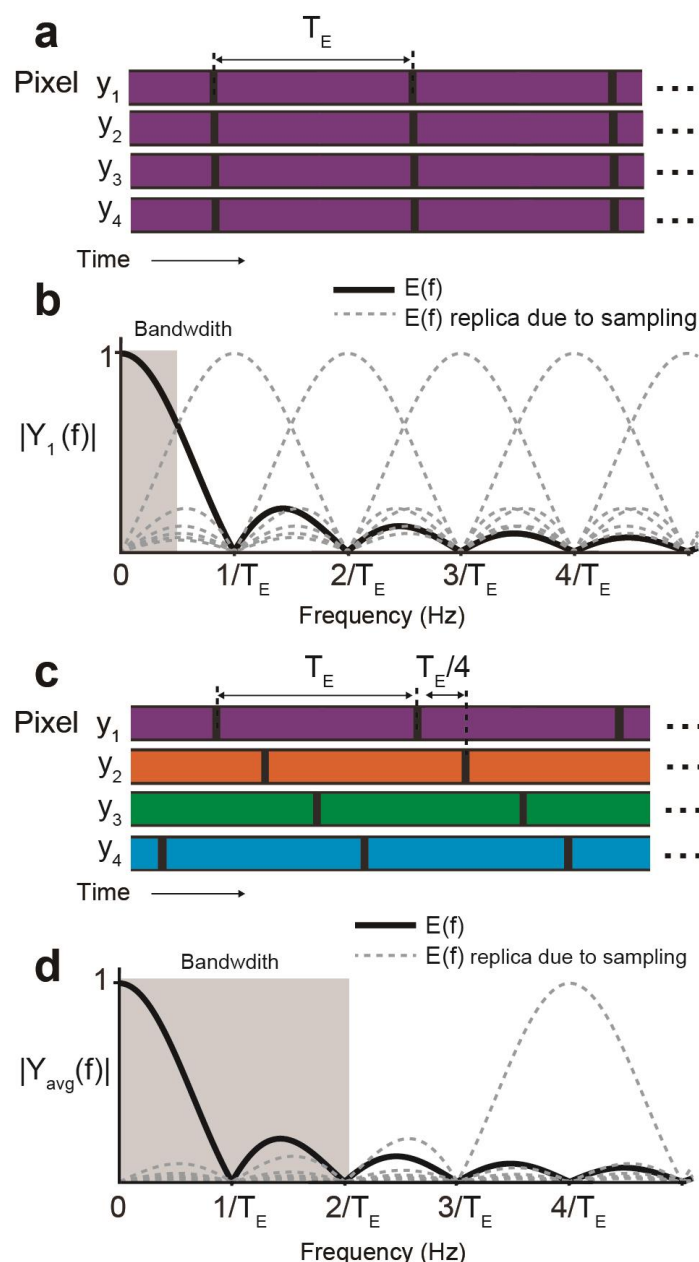 a
T_E
Pixel y_1
y_2
y_3
y_4
Time
b
E(f)
E(f) replica due to sampling
Bandwdith
1
|Y_1(f)|
0 1/T_E 2/T_E 3/T_E 4/T_E
Frequency (Hz)
c
T_E T_E/4
Pixel y_1
y_2
y_3
y_4
Time
d
E(f)
E(f) replica due to sampling
Bandwdith
1
|Y_avg(f)|
0 1/T_E 2/T_E 3/T_E 4/T_E
Frequency (Hz)